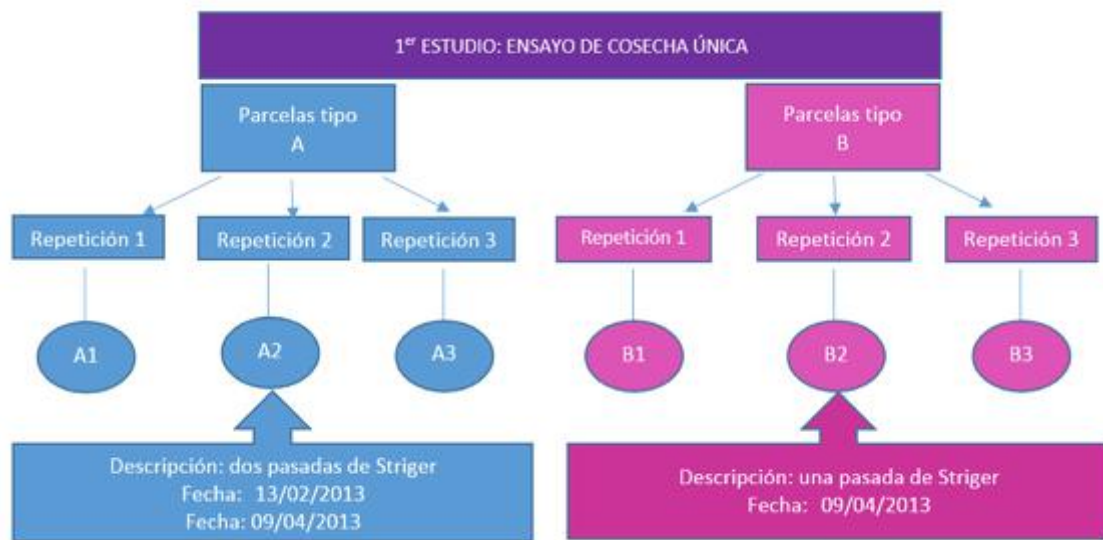 1er ESTUDIO: ENSAYO DE COSECHA ÚNICA
Parcelas tipo
A
Parcelas tipo
B
Repetición 1
Repetición 2
Repetición 3
Repetición 1
Repetición 2
Repetición 3
A1
A2
A3
B1
B2
B3
Descripción: dos pasadas de Striger
Fecha: 13/02/2013
Fecha: 09/04/2013
Descripción: una pasada de Striger
Fecha: 09/04/2013